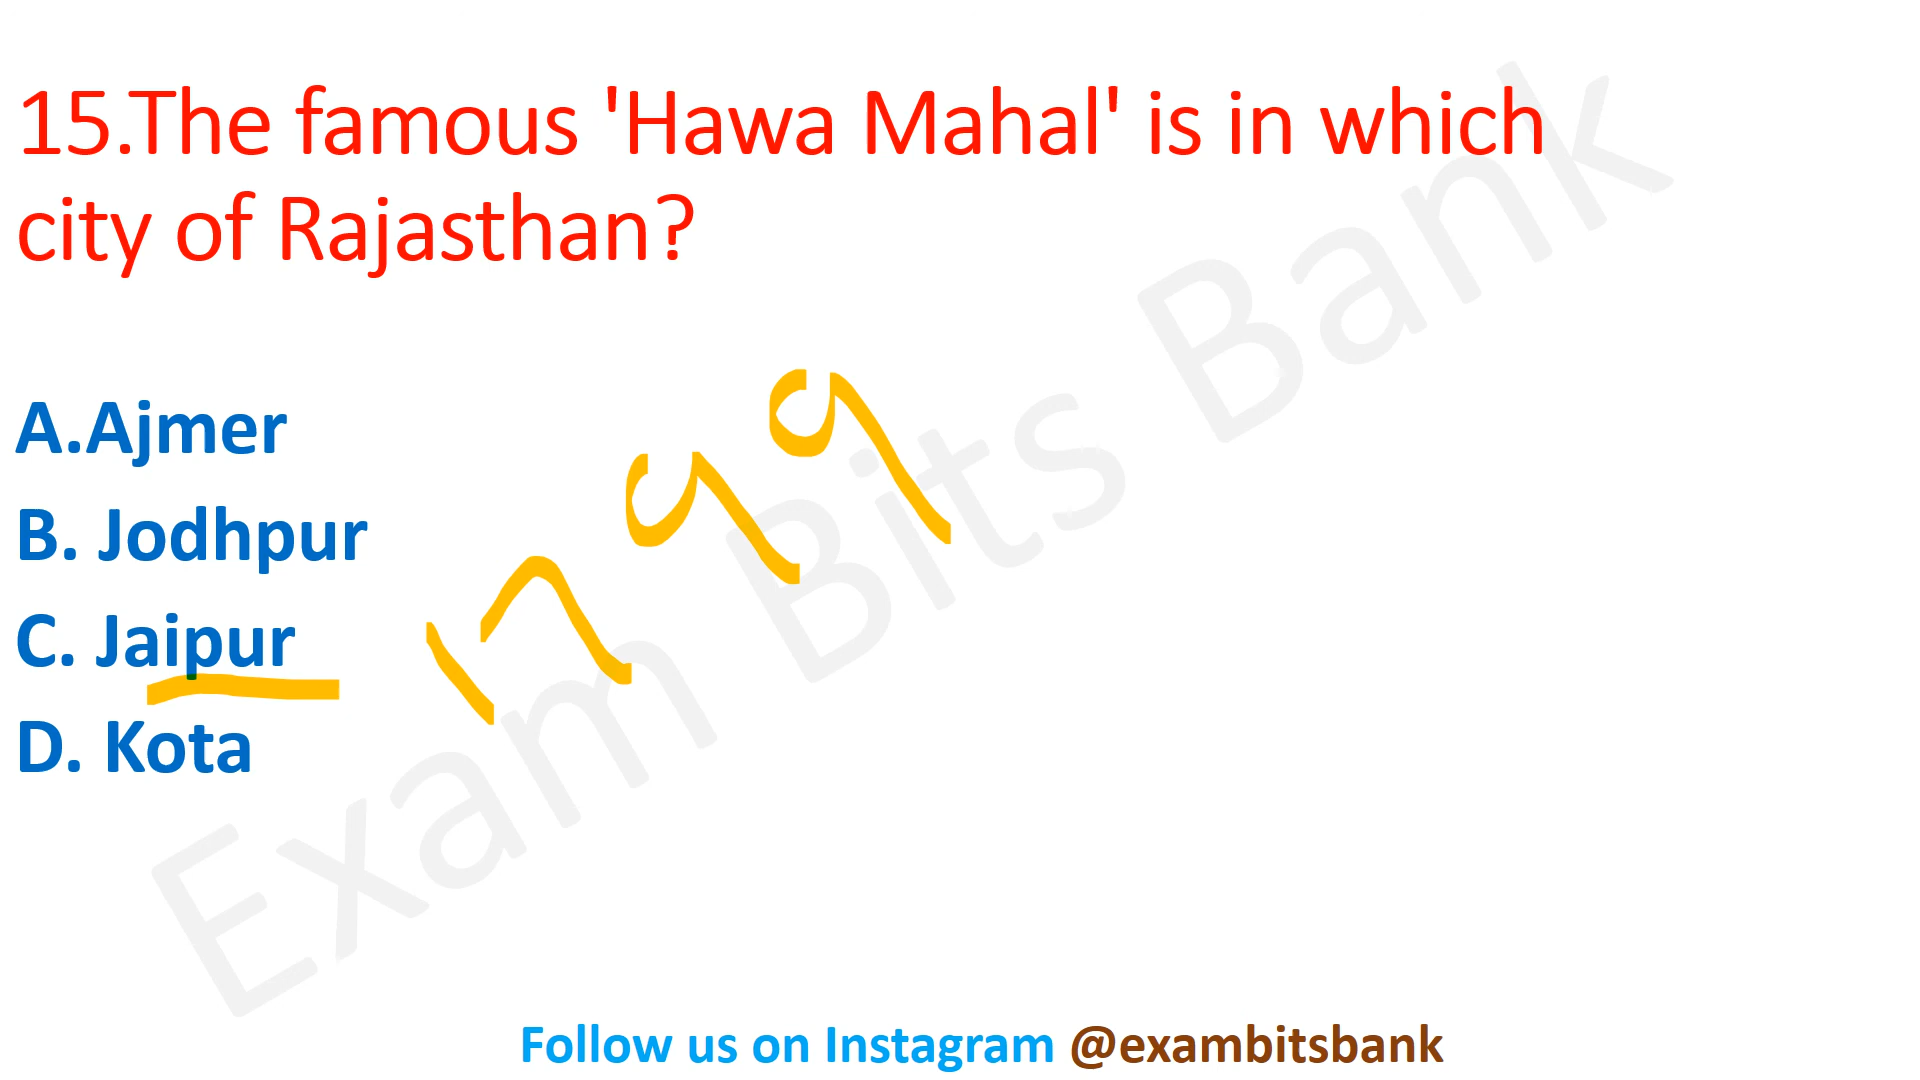 15.The famous 'Hawa Mahal' is in which
city of Rajasthan?
A.Ajmer
B. Jodhpur
C. Jaipur
D. Kota
1799
Exam Bits Bank
Follow us on Instagram @exambitsbank